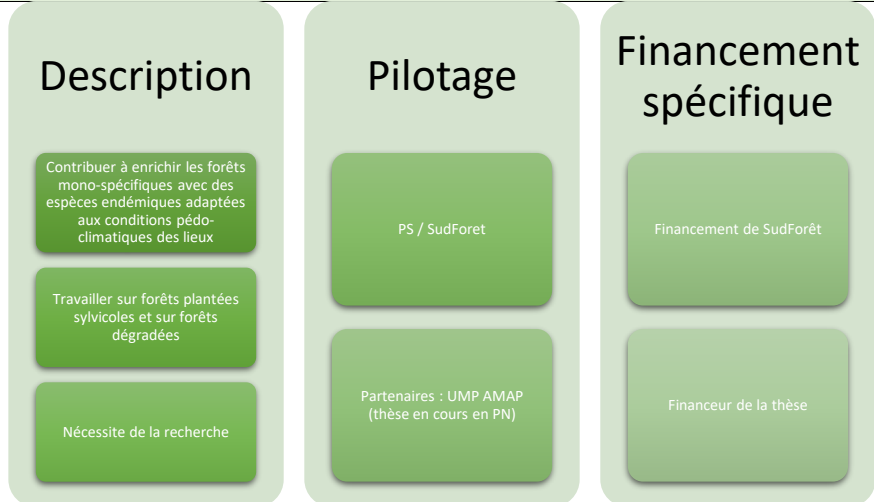 Description
Contribuer à enrichir les forêts
mono-spécifiques avec des
espèces endémiques adaptées
aux conditions pédo-
climatiques des lieux
Travailler sur forêts plantées
sylvicoles et sur forêts
dégradées
Nécessite de la recherche
Pilotage
PS / SudForet
Partenaires : UMP AMAP
(thèse en cours en PN)
Financement
spécifique
Financement de SudForêt
Financeur de la thèse